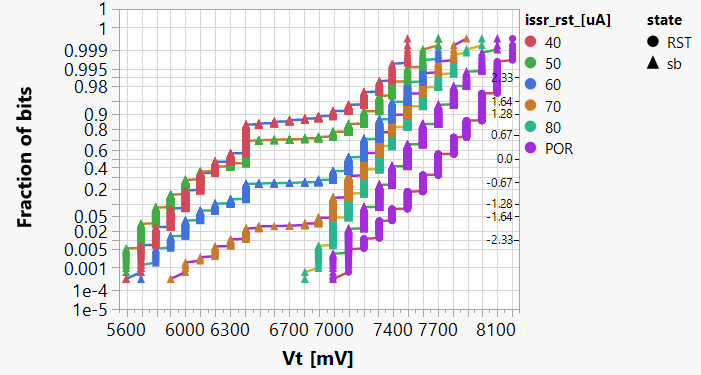 1
1
0.999
0.995
0.98
0.9
0.8
0.6
0.4
0.2
0.05
0.02
0.005
0.001
1e-4
1e-5
Fraction of bits
2.33
1.64
1.28
0.67
0.0
-0.67
-1.28
-1.64
-2.33
5600 6000 6300 6700 7000 7400 7700 8100
Vt [mV]
issr_rst_[uA]
40
50
60
70
80
POR
state
RST
sb